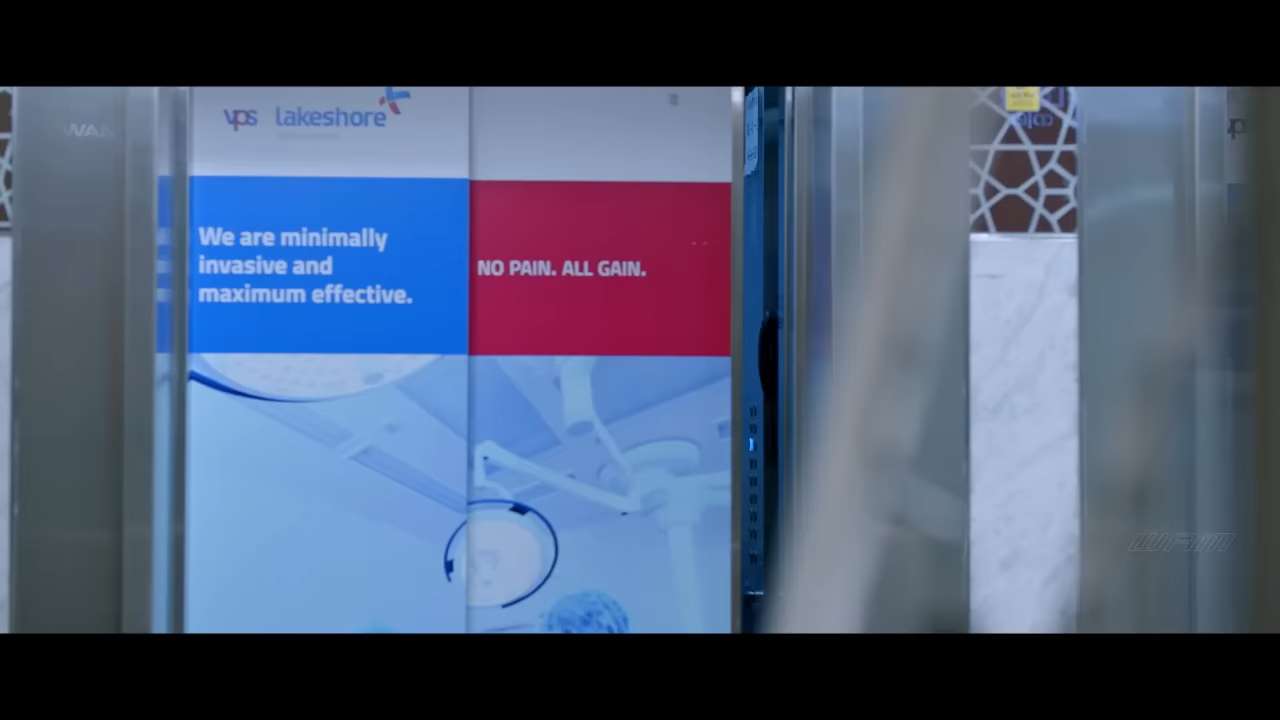 vps lakeshore
We are minimally
invasive and
maximum effective.
NO PAIN. ALL GAIN.